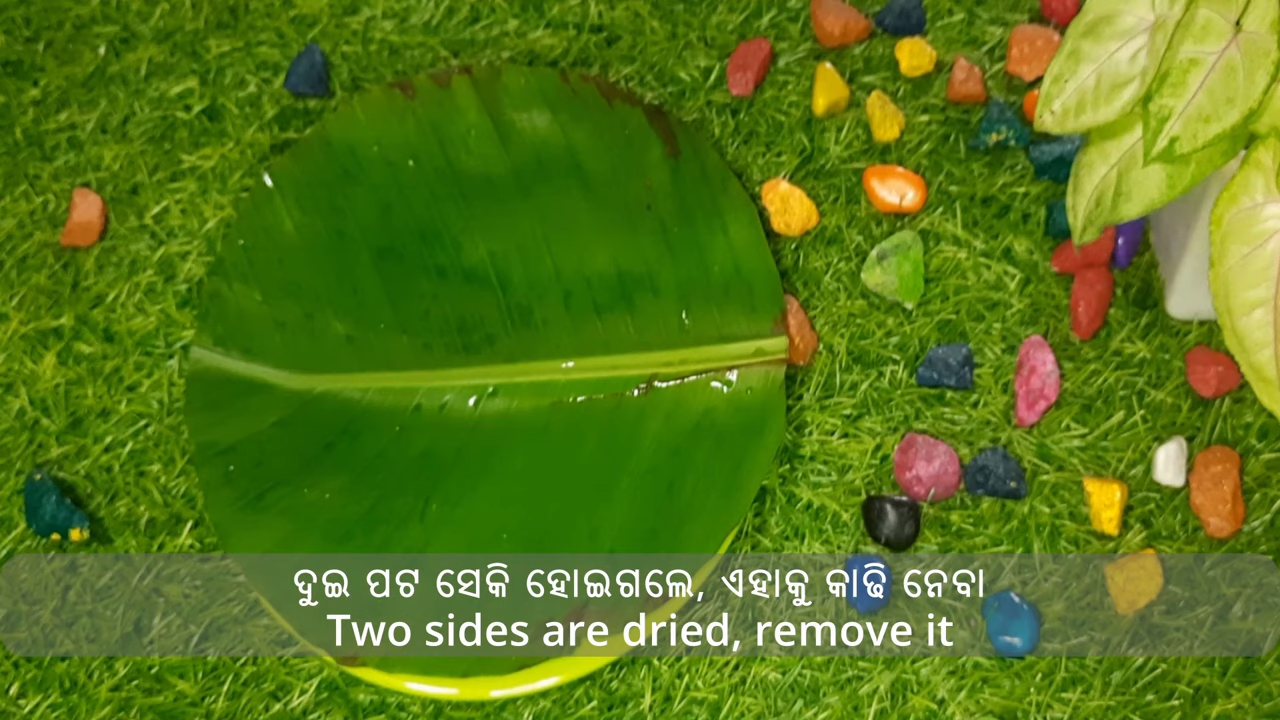 ଦୁଇ ପଟ ସେକି ହୋଇଗଲେ, ଏହାକୁ କାଢି ନେବା
Two sides are dried, remove it